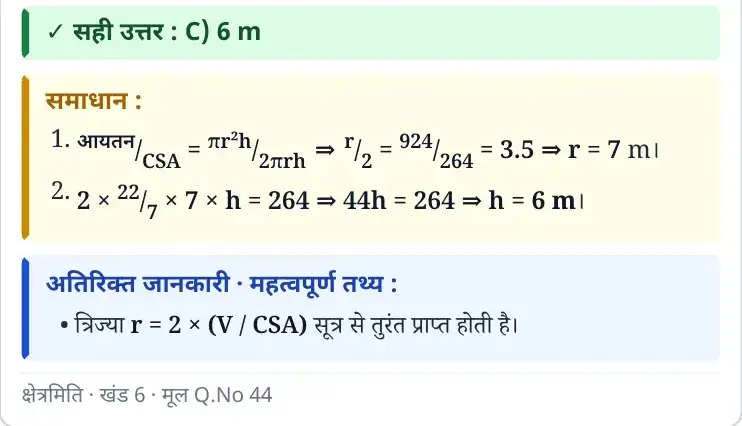 ✓ सही उत्तर : C) 6 m
समाधान :
1. आयतन/CSA = πr²h/2πrh ⇒ r/2 = 924/264 = 3.5 ⇒ r = 7 m।
2. 2 × 22/7 × 7 × h = 264 ⇒ 44h = 264 ⇒ h = 6 m।
अतिरिक्त जानकारी · महत्वपूर्ण तथ्य :
• त्रिज्या r = 2 × (V / CSA) सूत्र से तुरंत प्राप्त होती है।
क्षेत्रमिति · खंड 6 · मूल Q.No 44